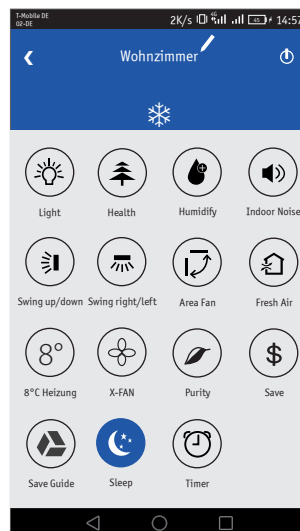 T-Mobile DE
02-DE
2K/s 4G 45 14:57
Wohnzimmer
Light Health Humidify Indoor Noise
Swing up/down Swing right/left Area Fan Fresh Air
8°
$
8°C Heizung X-FAN Purity Save
Save Guide Sleep Timer